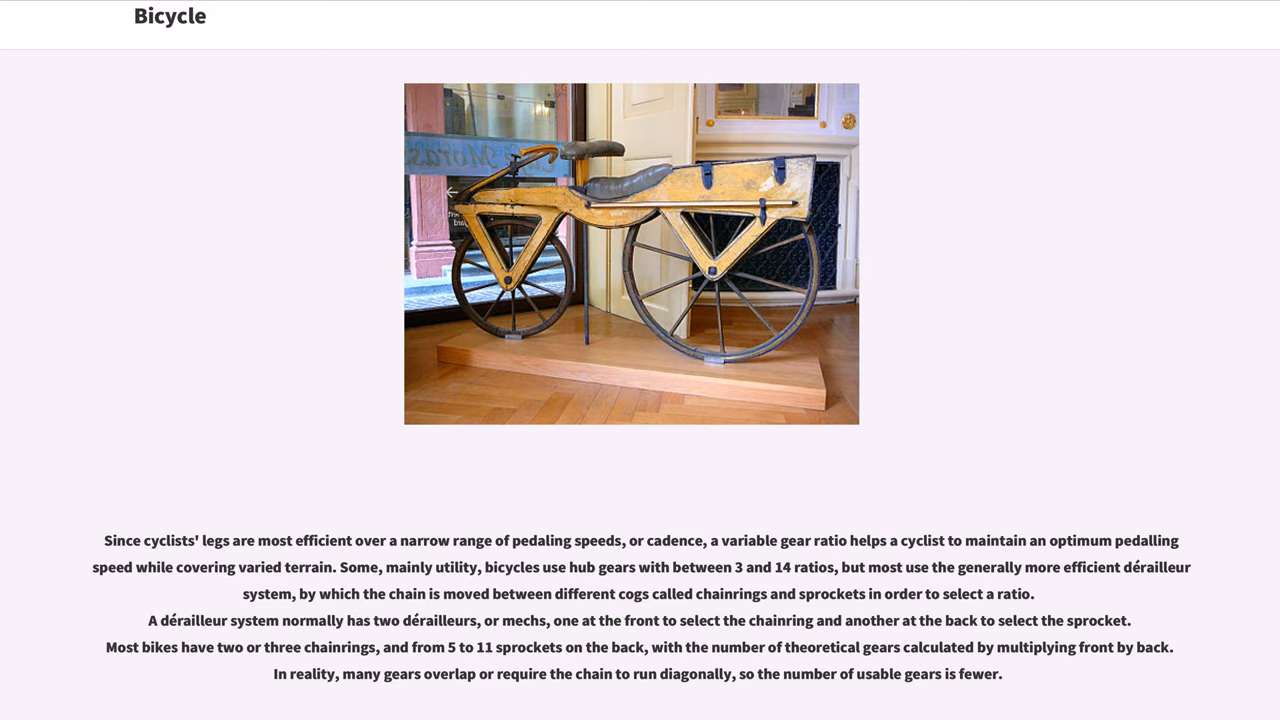 Bicycle
Since cyclists' legs are most efficient over a narrow range of pedaling speeds, or cadence, a variable gear ratio helps a cyclist to maintain an optimum pedalling
speed while covering varied terrain. Some, mainly utility, bicycles use hub gears with between 3 and 14 ratios, but most use the generally more efficient dérailleur
system, by which the chain is moved between different cogs called chainrings and sprockets in order to select a ratio.
A dérailleur system normally has two dérailleurs, or mechs, one at the front to select the chainring and another at the back to select the sprocket.
Most bikes have two or three chainrings, and from 5 to 11 sprockets on the back, with the number of theoretical gears calculated by multiplying front by back.
In reality, many gears overlap or require the chain to run diagonally, so the number of usable gears is fewer.